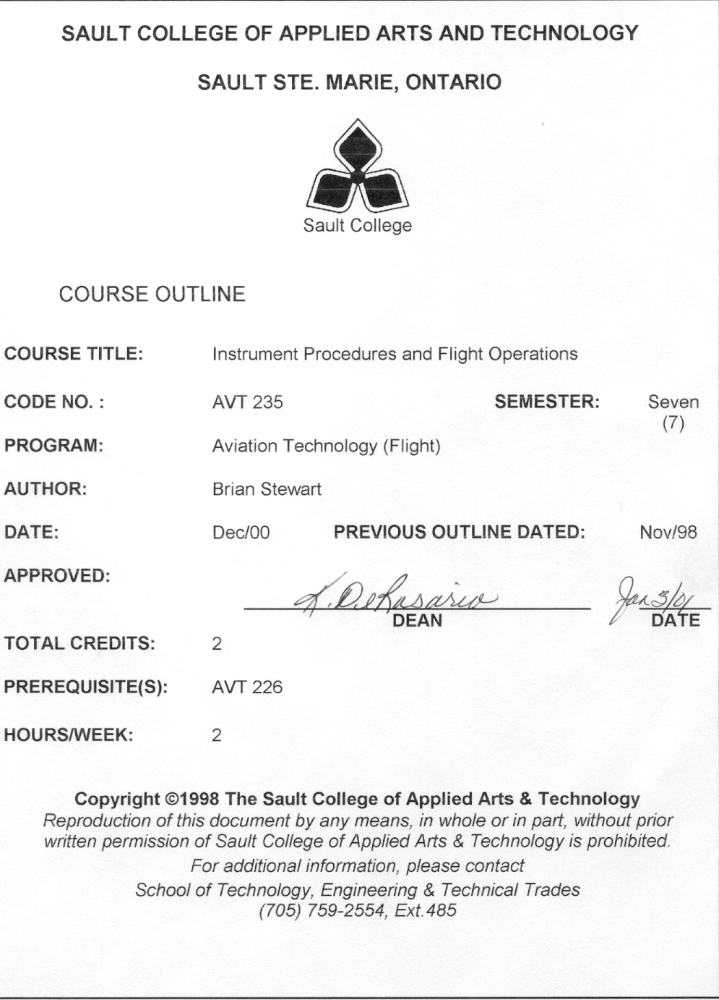 SAULT COLLEGE OF APPLIED ARTS AND TECHNOLOGY
SAULT STE. MARIE, ONTARIO
Sault College
COURSE OUTLINE
COURSE TITLE: Instrument Procedures and Flight Operations
CODE NO. : AVT 235 SEMESTER: Seven
(7)
PROGRAM: Aviation Technology (Flight)
AUTHOR: Brian Stewart
DATE: Dec/00 PREVIOUS OUTLINE DATED: Nov/98
APPROVED:
K. DeRosario Jan 3/01
DEAN DATE
TOTAL CREDITS: 2
PREREQUISITE(S): AVT 226
HOURS/WEEK: 2
Copyright ©1998 The Sault College of Applied Arts & Technology
Reproduction of this document by any means, in whole or in part, without prior
written permission of Sault College of Applied Arts & Technology is prohibited.
For additional information, please contact
School of Technology, Engineering & Technical Trades
(705) 759-2554, Ext.485